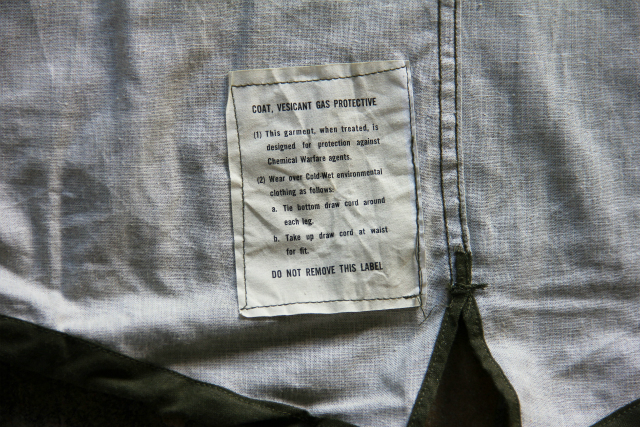 COAT, VESICANT GAS PROTECTIVE
(1) This garment, when treated, is
designed for protection against
Chemical Warfare agents.
(2) Wear over Cold-Wet environmental
clothing as follows:
a. Tie bottom draw cord around
each leg.
b. Take up draw cord at waist
for fit.
DO NOT REMOVE THIS LABEL